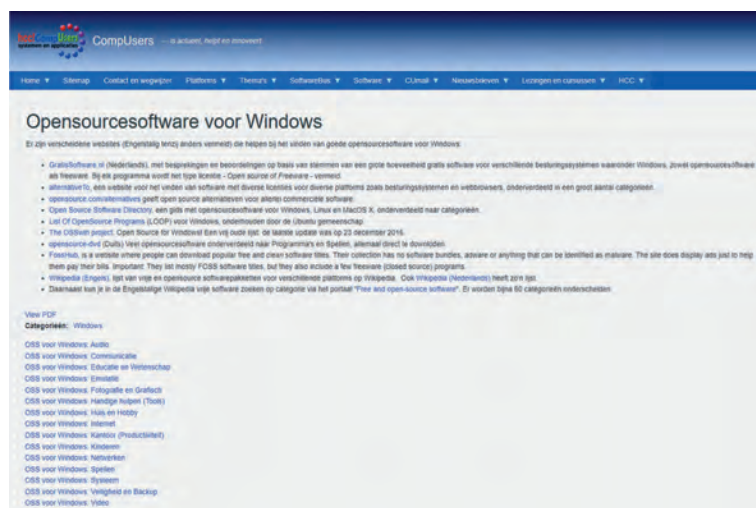 CompUsers — is actueel, helpt en innoveert
systemen en applicaties
Home ▼ Sitemap Contact en wegwijzer Platforms ▼ Thema's ▼ SoftwareBus ▼ Software ▼ CUmail ▼ Nieuwsbrieven ▼ Lezingen en cursussen ▼ HCC ▼
Opensourcesoftware voor Windows
Er zijn verscheidene websites (Engelstalig tenzij anders vermeld) die helpen bij het vinden van goede opensourcesoftware voor Windows:
• GratisSoftware.nl (Nederlands), met besprekingen en beoordelingen op basis van stemmen van een grote hoeveelheid gratis software voor verschillende besturingssystemen waaronder Windows, zowel opensourcesoftware
als freeware. Bij elk programma wordt het type licentie - Open source of Freeware - vermeld.
• alternativeTo, een website voor het vinden van software met diverse licenties voor diverse platforms zoals besturingssystemen en webbrowsers, onderverdeeld in een groot aantal categorieën.
• opensource.com/alternatives geeft open source alternatieven voor allerlei commerciële software.
• Open Source Software Directory, een gids met opensourcesoftware voor Windows, Linux en MacOS X, onderverdeeld naar categorieën.
• List Of OpenSource Programs (LOOP) voor Windows, onderhouden door de Ubuntu gemeenschap.
• The OSSwin project. Open Source for Windows! Een vrij oude lijst: de laatste update was op 23 december 2016.
• opensource-dvd (Duits) Veel opensourcesoftware onderverdeeld naar Programma's en Spellen, allemaal direct te downloden.
• FossHub, is a website where people can download popular free and clean software titles. Their collection has no software bundles, adware or anything that can be identified as malware. The site does display ads just to help
them pay their bills. Important: They list mostly FOSS software titles, but they also include a few freeware (closed source) programs.
• Wikipedia (Engels), lijst van vrije en opensource softwarepakketten voor verschillende platforms op Wikipedia. Ook Wikipedia (Nederlands) heeft zo'n lijst.
• Daarnaast kun je in de Engelstalige Wikipedia vrije software zoeken op categorie via het portaal "Free and open-source software". Er worden bijna 60 categorieën onderscheiden.
View PDF
Categorieën: Windows
OSS voor Windows: Audio
OSS voor Windows: Communicatie
OSS voor Windows: Educatie en Wetenschap
OSS voor Windows: Emulatie
OSS voor Windows: Fotografie en Grafisch
OSS voor Windows: Handige hulpen (Tools)
OSS voor Windows: Huis en Hobby
OSS voor Windows: Internet
OSS voor Windows: Kantoor (Productiviteit)
OSS voor Windows: Kinderen
OSS voor Windows: Netwerken
OSS voor Windows: Spellen
OSS voor Windows: Systeem
OSS voor Windows: Veiligheid en Backup
OSS voor Windows: Video